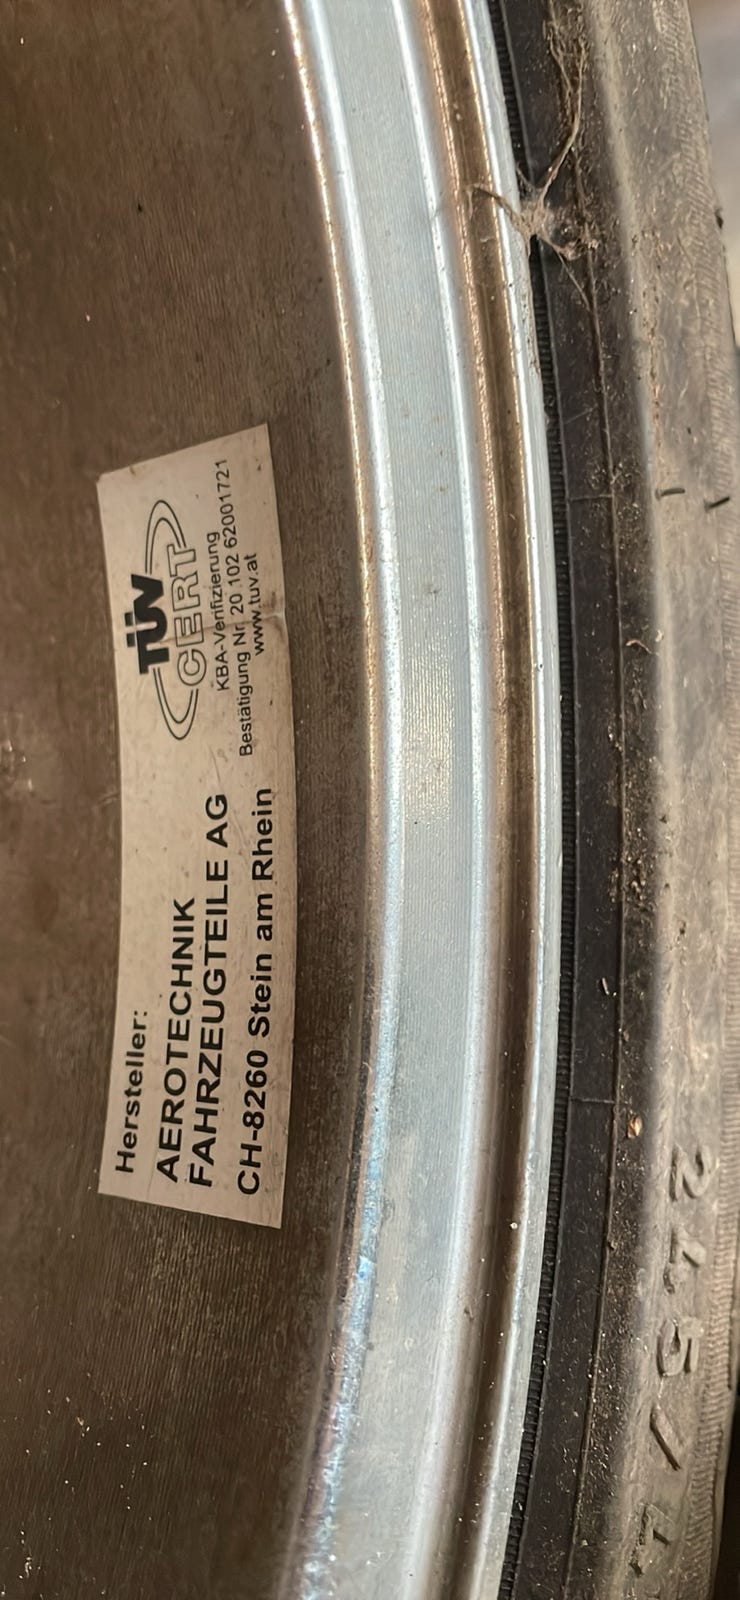 Hersteller:
AEROTECHNIK
FAHRZEUGTEILE AG
CH-8260 Stein am Rhein
TÜV
CERT
KBA-Verifizierung
Bestätigung Nr. 20 102 62001721
www.tuv.at
245/